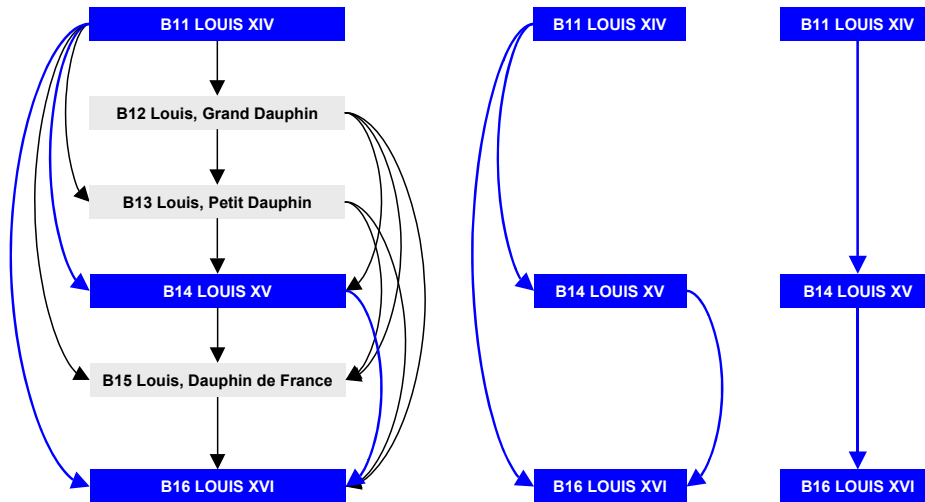 B11 LOUIS XIV
B12 Louis, Grand Dauphin
B13 Louis, Petit Dauphin
B14 LOUIS XV
B15 Louis, Dauphin de France
B16 LOUIS XVI
B11 LOUIS XIV
B14 LOUIS XV
B16 LOUIS XVI
B11 LOUIS XIV
B14 LOUIS XV
B16 LOUIS XVI